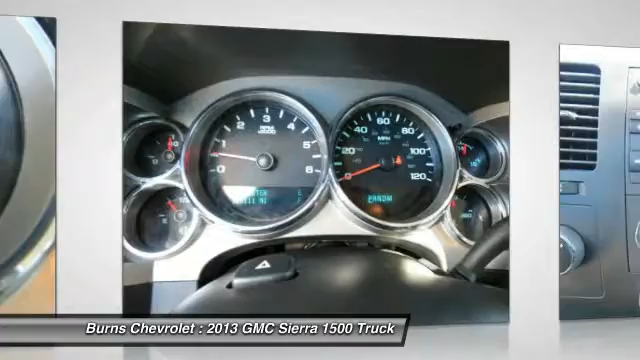 1 2 3 4 5 6 0
RPM
x1000
0 20 40 60 80 100 120
MPH
PRNDM
Burns Chevrolet : 2013 GMC Sierra 1500 Truck